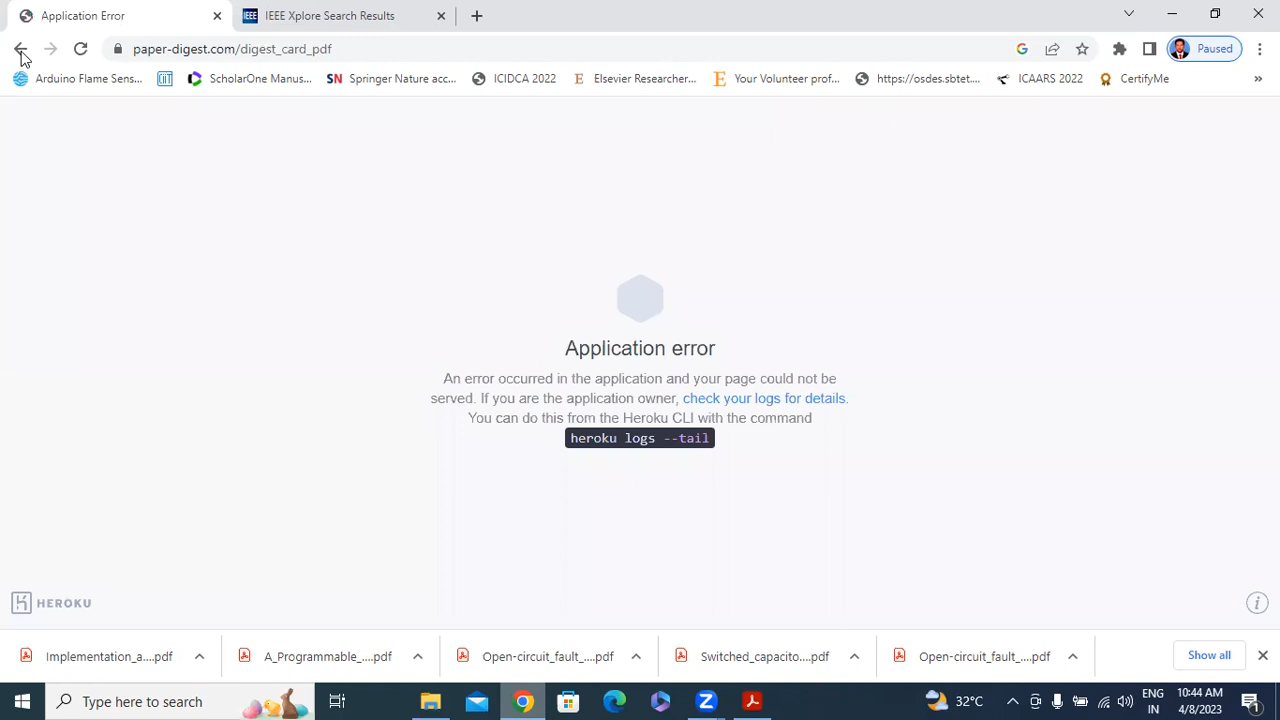 Application Error
IEEE Xplore Search Results
paper-digest.com/digest_card_pdf
Paused
Arduino Flame Sens...
ScholarOne Manus...
SN Springer Nature acc...
ICIDCA 2022
E Elsevier Researcher...
E Your Volunteer prof...
https://osdes.sbtet....
ICAARS 2022
CertifyMe
Application error
An error occurred in the application and your page could not be
served. If you are the application owner, check your logs for details.
You can do this from the Heroku CLI with the command
heroku logs --tail
HEROKU
Implementation_a....pdf
A_Programmable_....pdf
Open-circuit_fault_....pdf
Switched_capacito....pdf
Open-circuit_fault_....pdf
Show all
Type here to search
32°C
ENG
IN
10:44 AM
4/8/2023
1